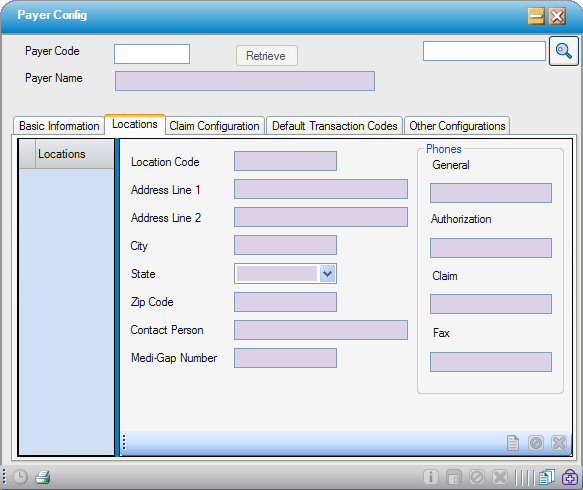 Payer Config
Payer Code
Retrieve
Payer Name
Basic Information
Locations
Claim Configuration
Default Transaction Codes
Other Configurations
Locations
Location Code
Address Line 1
Address Line 2
City
State
Zip Code
Contact Person
Medi-Gap Number
Phones
General
Authorization
Claim
Fax